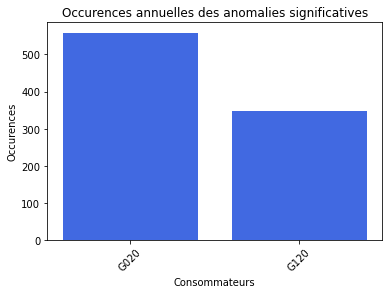 Occurences annuelles des anomalies significatives
Occurences
500
400
300
200
100
0
G020
G120
Consommateurs